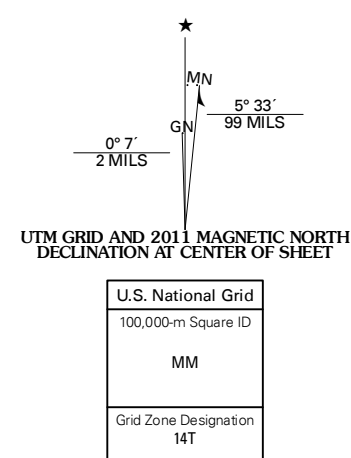 ★
MN
GN
5° 33´
99 MILS
0° 7´
2 MILS
UTM GRID AND 2011 MAGNETIC NORTH
DECLINATION AT CENTER OF SHEET
U.S. National Grid
100,000-m Square ID
MM
Grid Zone Designation
14T